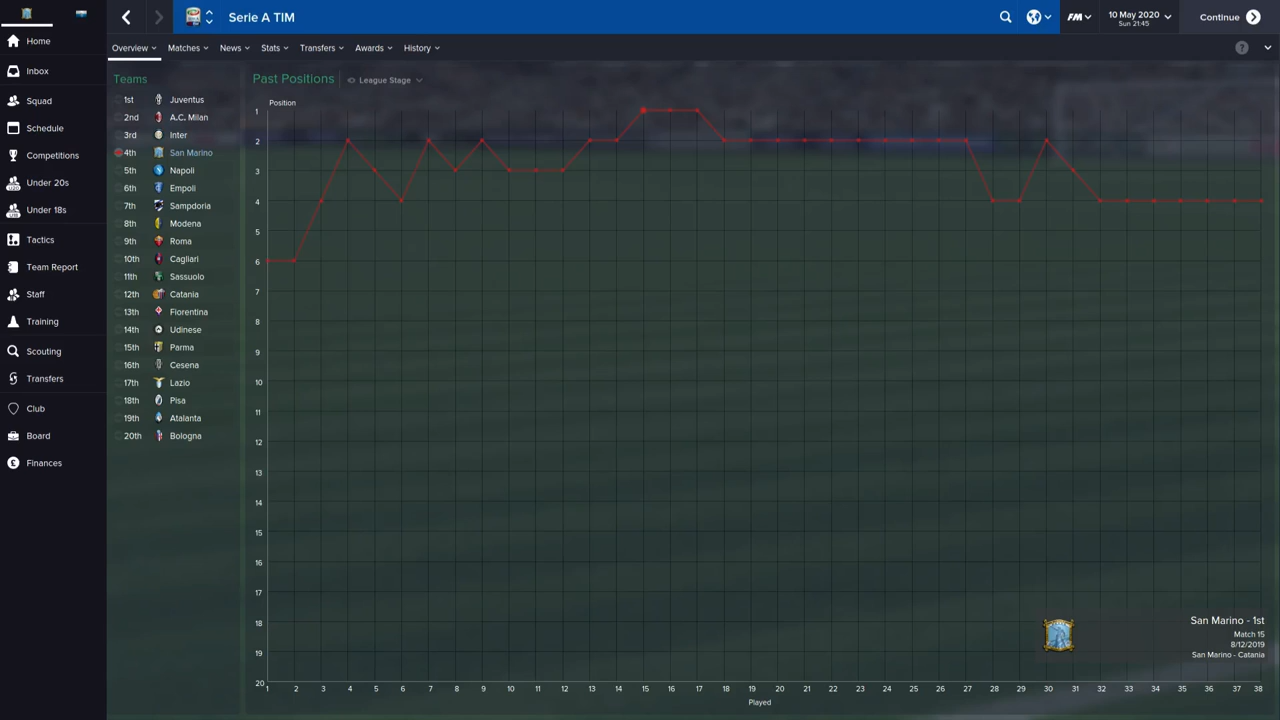 Serie A TIM
FM
10 May 2020
Sun 21:45
Continue
Home
Inbox
Squad
Schedule
Competitions
Under 20s
Under 18s
Tactics
Team Report
Staff
Training
Scouting
Transfers
Club
Board
Finances
Overview Matches News Stats Transfers Awards History ?
Teams
1st Juventus
2nd A.C. Milan
3rd Inter
4th San Marino
5th Napoli
6th Empoli
7th Sampdoria
8th Modena
9th Roma
10th Cagliari
11th Sassuolo
12th Catania
13th Fiorentina
14th Udinese
15th Parma
16th Cesena
17th Lazio
18th Pisa
19th Atalanta
20th Bologna
Past Positions League Stage
Position
1
2
3
4
5
6
7
8
9
10
11
12
13
14
15
16
17
18
19
20
1 2 3 4 5 6 7 8 9 10 11 12 13 14 15 16 17 18 19 20 21 22 23 24 25 26 27 28 29 30 31 32 33 34 35 36 37 38
Played
San Marino - 1st
Match 15
8/12/2019
San Marino - Catania